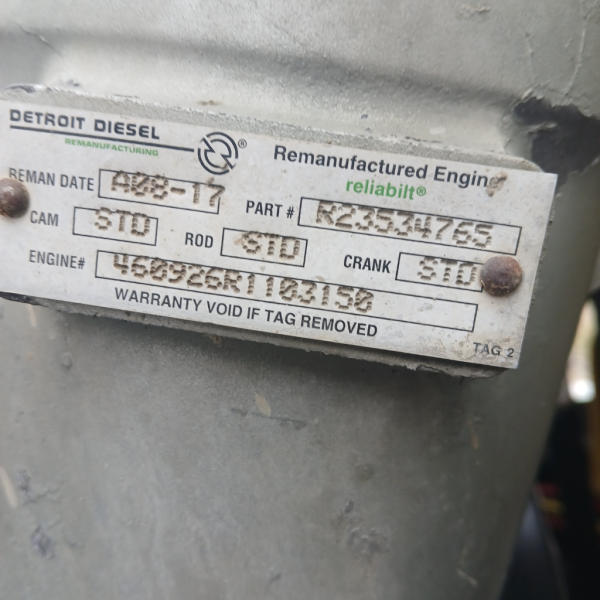 DETROIT DIESEL
REMANUFACTURING
Remanufactured Engine
reliabilt®
REMAN DATE A08-17 PART # R23534765
CAM STD ROD STD CRANK STD
ENGINE# 460926R1103150
WARRANTY VOID IF TAG REMOVED
TAG 2